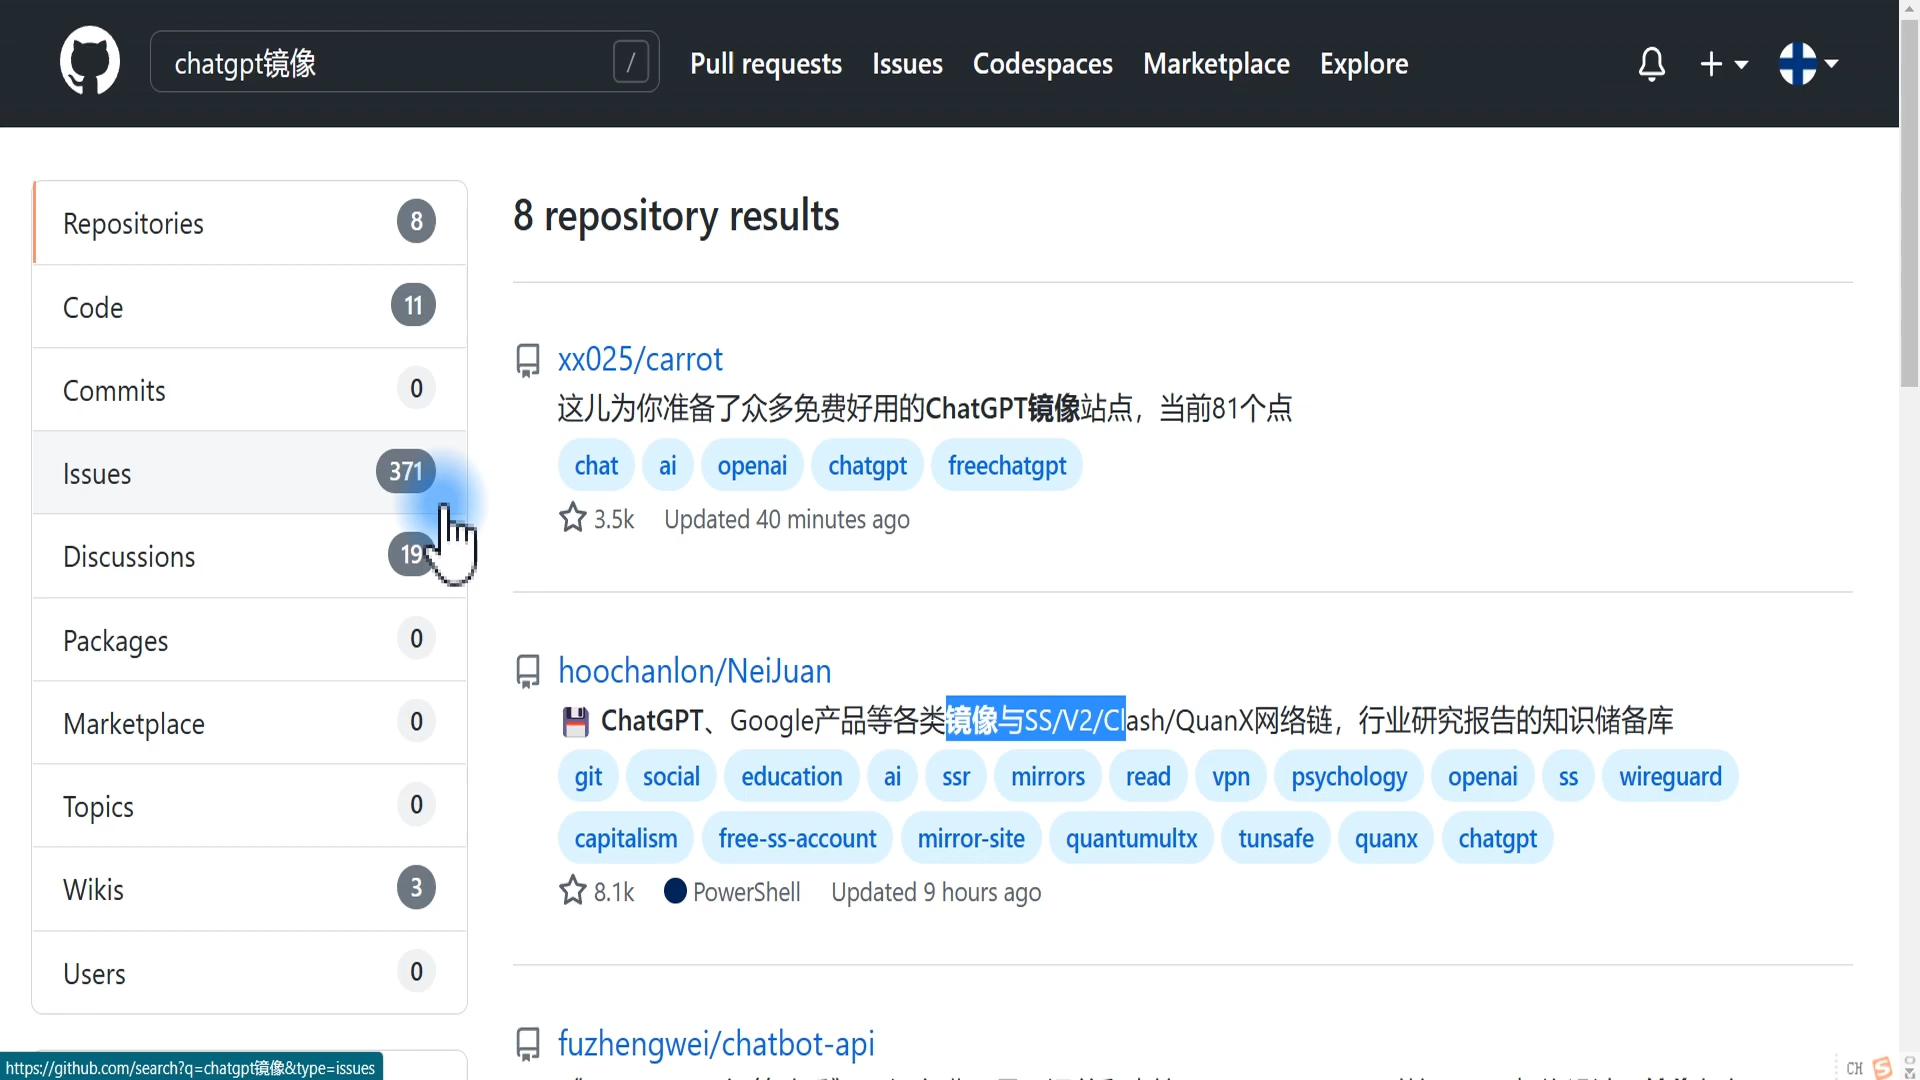 chatgpt镜像 / Pull requests Issues Codespaces Marketplace Explore
Repositories 8
Code 11
Commits 0
Issues 371
Discussions 19
Packages 0
Marketplace 0
Topics 0
Wikis 3
Users 0
8 repository results
xx025/carrot
这儿为你准备了众多免费好用的ChatGPT镜像站点，当前81个点
chat ai openai chatgpt freechatgpt
3.5k Updated 40 minutes ago
hoochanlon/NeiJuan
ChatGPT、Google产品等各类镜像与SS/V2/Clash/QuanX网络链，行业研究报告的知识储备库
git social education ai ssr mirrors read vpn psychology openai ss wireguard
capitalism free-ss-account mirror-site quantumultx tunsafe quanx chatgpt
8.1k PowerShell Updated 9 hours ago
fuzhengwei/chatbot-api
https://github.com/search?q=chatgpt镜像&type=issues
CH